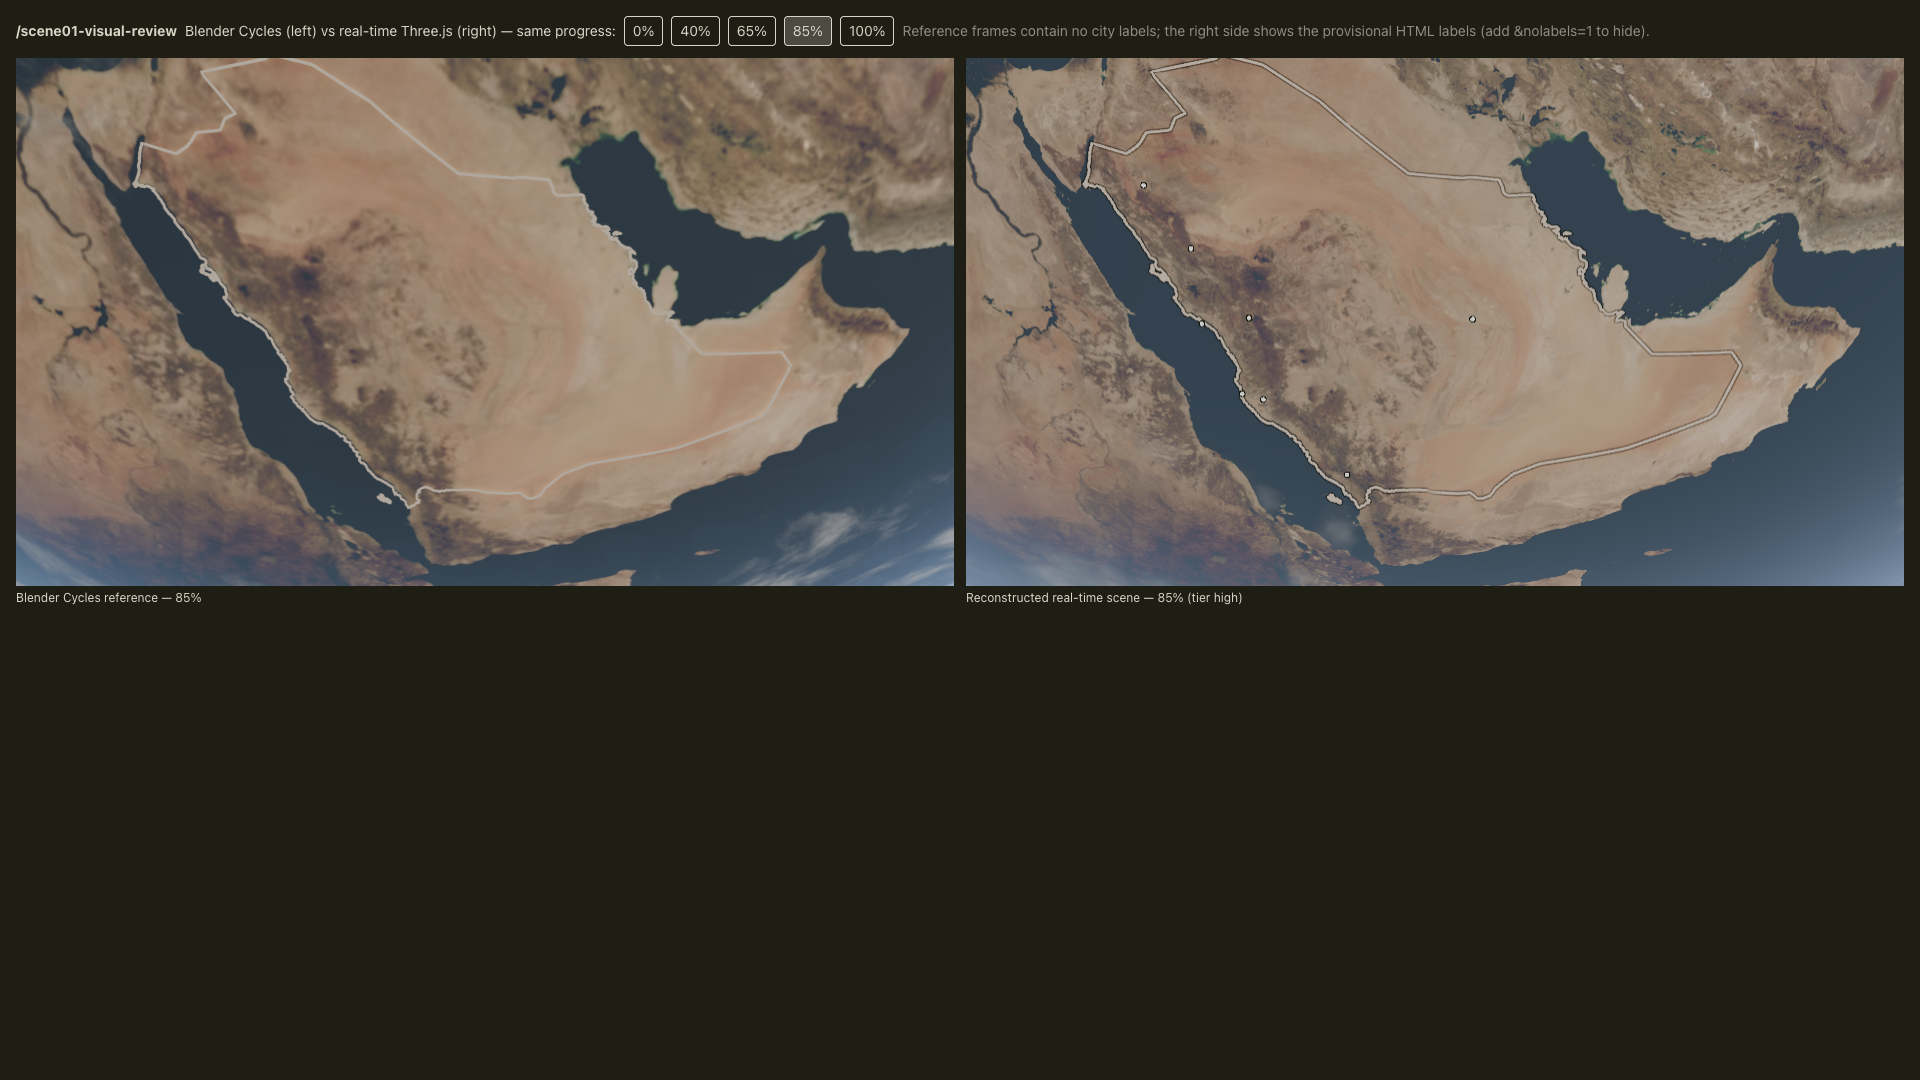 /scene01-visual-review Blender Cycles (left) vs real-time Three.js (right) — same progress: 0% 40% 65% 85% 100% Reference frames contain no city labels; the right side shows the provisional HTML labels (add &nolabels=1 to hide).
Blender Cycles reference — 85%
Reconstructed real-time scene — 85% (tier high)